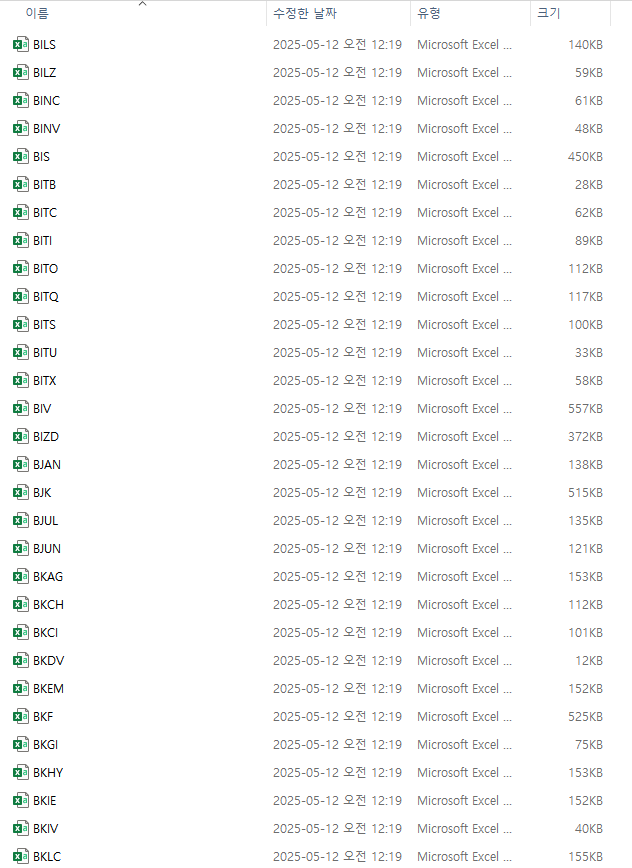 이름 수정한 날짜 유형 크기
BILS 2025-05-12 오전 12:19 Microsoft Excel ... 140KB
BILZ 2025-05-12 오전 12:19 Microsoft Excel ... 59KB
BINC 2025-05-12 오전 12:19 Microsoft Excel ... 61KB
BINV 2025-05-12 오전 12:19 Microsoft Excel ... 48KB
BIS 2025-05-12 오전 12:19 Microsoft Excel ... 450KB
BITB 2025-05-12 오전 12:19 Microsoft Excel ... 28KB
BITC 2025-05-12 오전 12:19 Microsoft Excel ... 62KB
BITI 2025-05-12 오전 12:19 Microsoft Excel ... 89KB
BITO 2025-05-12 오전 12:19 Microsoft Excel ... 112KB
BITQ 2025-05-12 오전 12:19 Microsoft Excel ... 117KB
BITS 2025-05-12 오전 12:19 Microsoft Excel ... 100KB
BITU 2025-05-12 오전 12:19 Microsoft Excel ... 33KB
BITX 2025-05-12 오전 12:19 Microsoft Excel ... 58KB
BIV 2025-05-12 오전 12:19 Microsoft Excel ... 557KB
BIZD 2025-05-12 오전 12:19 Microsoft Excel ... 372KB
BJAN 2025-05-12 오전 12:19 Microsoft Excel ... 138KB
BJK 2025-05-12 오전 12:19 Microsoft Excel ... 515KB
BJUL 2025-05-12 오전 12:19 Microsoft Excel ... 135KB
BJUN 2025-05-12 오전 12:19 Microsoft Excel ... 121KB
BKAG 2025-05-12 오전 12:19 Microsoft Excel ... 153KB
BKCH 2025-05-12 오전 12:19 Microsoft Excel ... 112KB
BKCI 2025-05-12 오전 12:19 Microsoft Excel ... 101KB
BKDV 2025-05-12 오전 12:19 Microsoft Excel ... 12KB
BKEM 2025-05-12 오전 12:19 Microsoft Excel ... 152KB
BKF 2025-05-12 오전 12:19 Microsoft Excel ... 525KB
BKGI 2025-05-12 오전 12:19 Microsoft Excel ... 75KB
BKHY 2025-05-12 오전 12:19 Microsoft Excel ... 153KB
BKIE 2025-05-12 오전 12:19 Microsoft Excel ... 152KB
BKIV 2025-05-12 오전 12:19 Microsoft Excel ... 40KB
BKLC 2025-05-12 오전 12:19 Microsoft Excel ... 155KB